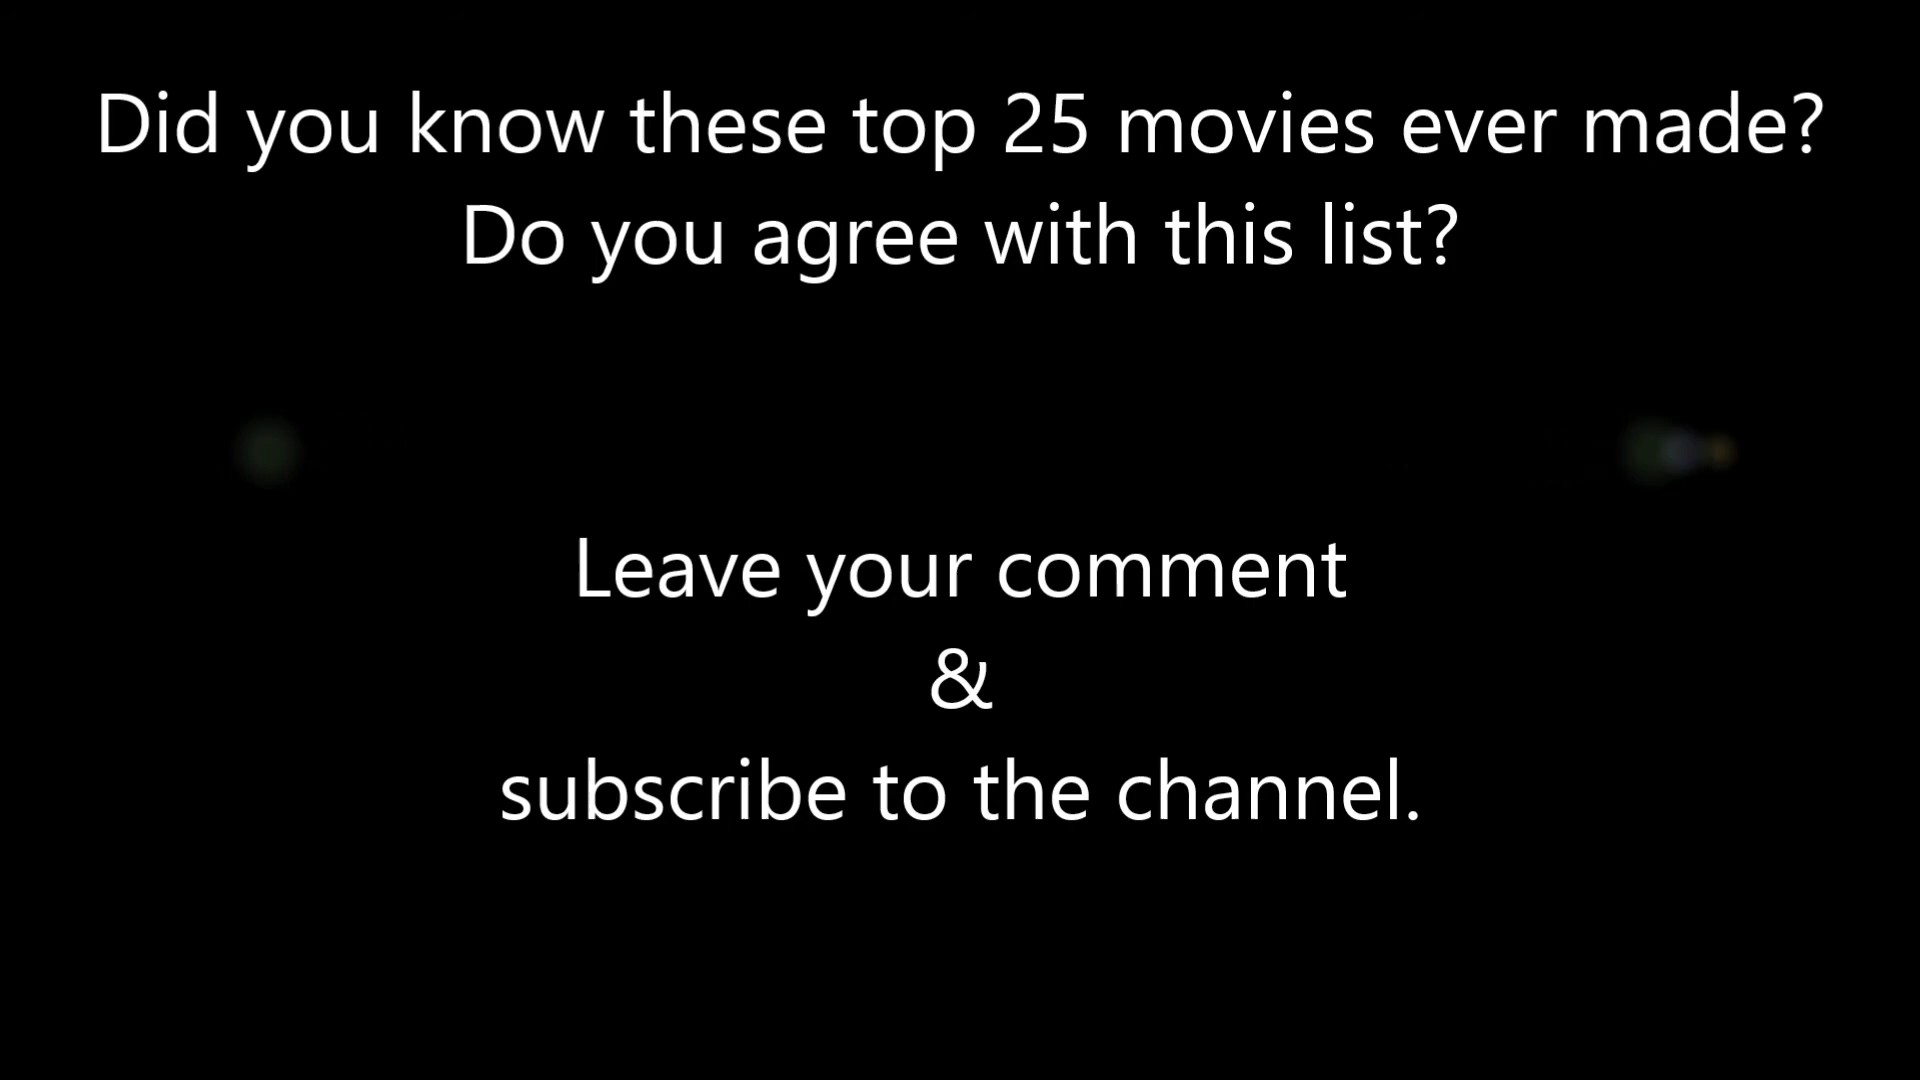 Did you know these top 25 movies ever made?
Do you agree with this list?
Leave your comment
&
subscribe to the channel.